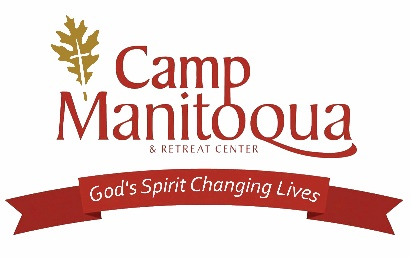 Camp
Manitoqua
& RETREAT CENTER
God's Spirit Changing Lives